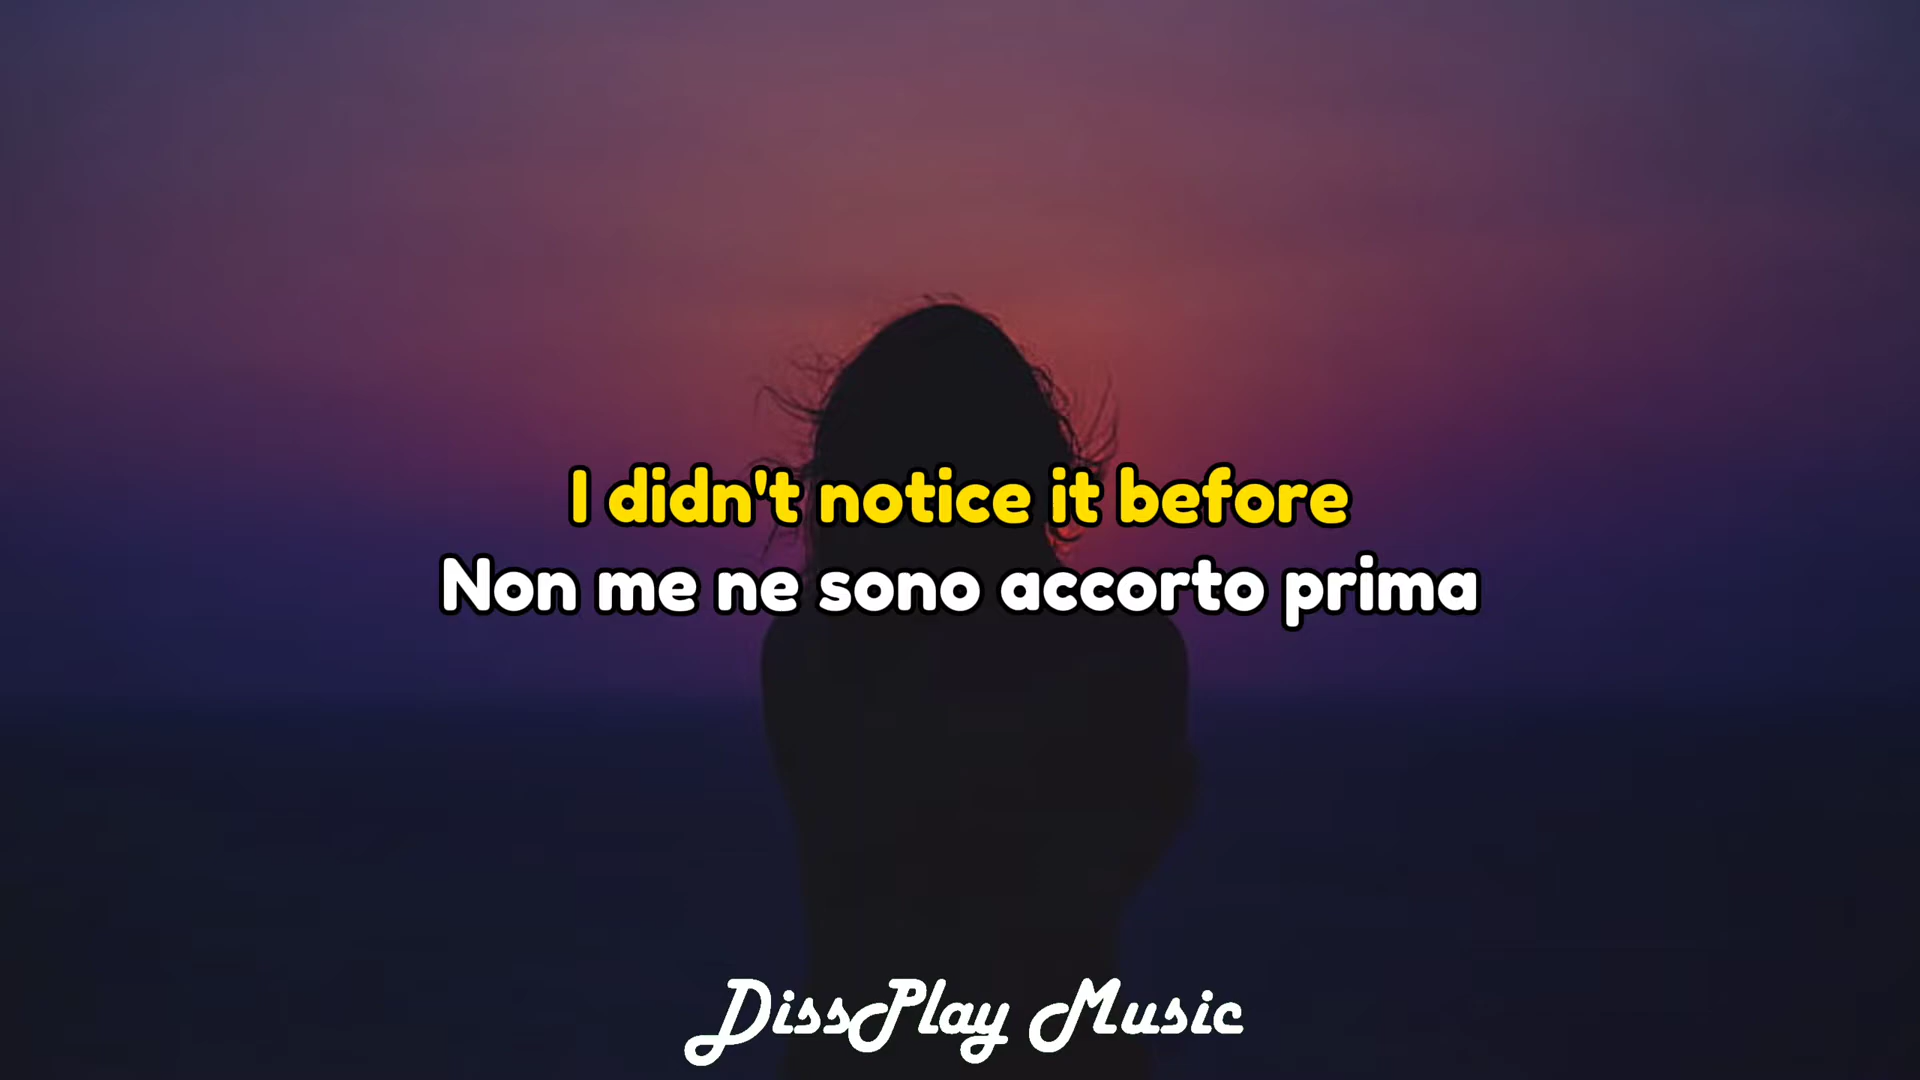 I didn't notice it before
Non me ne sono accorto prima
DissPlay Music